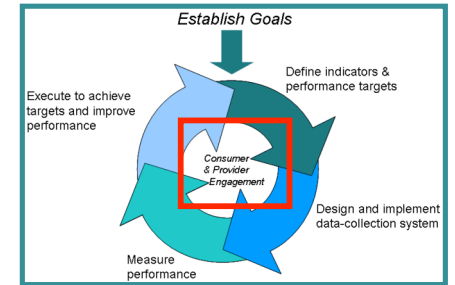 Establish Goals
Define indicators &
performance targets
Execute to achieve
targets and improve
performance
Consumer
& Provider
Engagement
Design and implement
data-collection system
Measure
performance